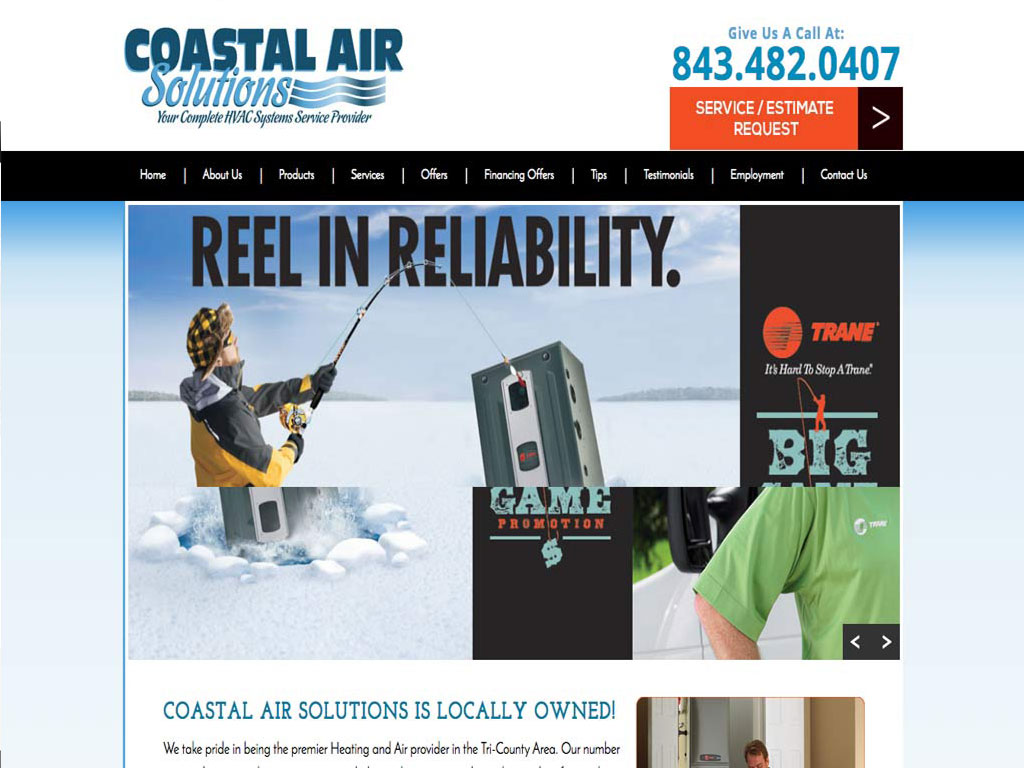 COASTAL AIR
Solutions
Your Complete HVAC Systems Service Provider
Give Us A Call At:
843.482.0407
SERVICE / ESTIMATE
REQUEST
>
Home | About Us | Products | Services | Offers | Financing Offers | Tips | Testimonials | Employment | Contact Us
REEL IN RELIABILITY.
TRANE®
It's Hard To Stop A Trane.®
BIG
GAME
GAME
PROMOTION
$
TRANE
< >
COASTAL AIR SOLUTIONS IS LOCALLY OWNED!
We take pride in being the premier Heating and Air provider in the Tri-County Area. Our number